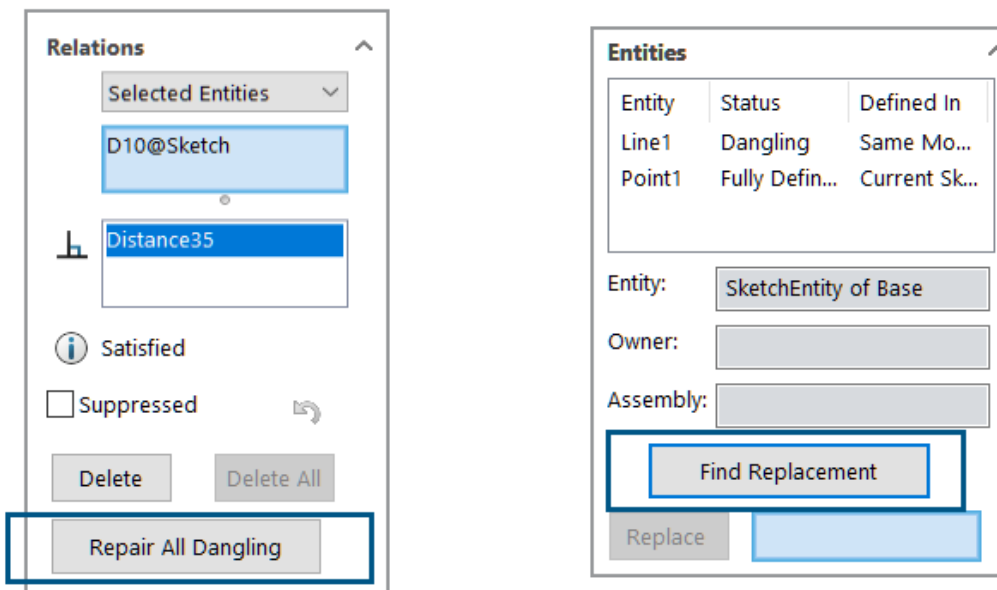 Relations
Selected Entities
D10@Sketch
Distance35
Satisfied
Suppressed
Delete
Delete All
Repair All Dangling
Entities
Entity Status Defined In
Line1 Dangling Same Mo...
Point1 Fully Defin... Current Sk...
Entity: SketchEntity of Base
Owner:
Assembly:
Find Replacement
Replace